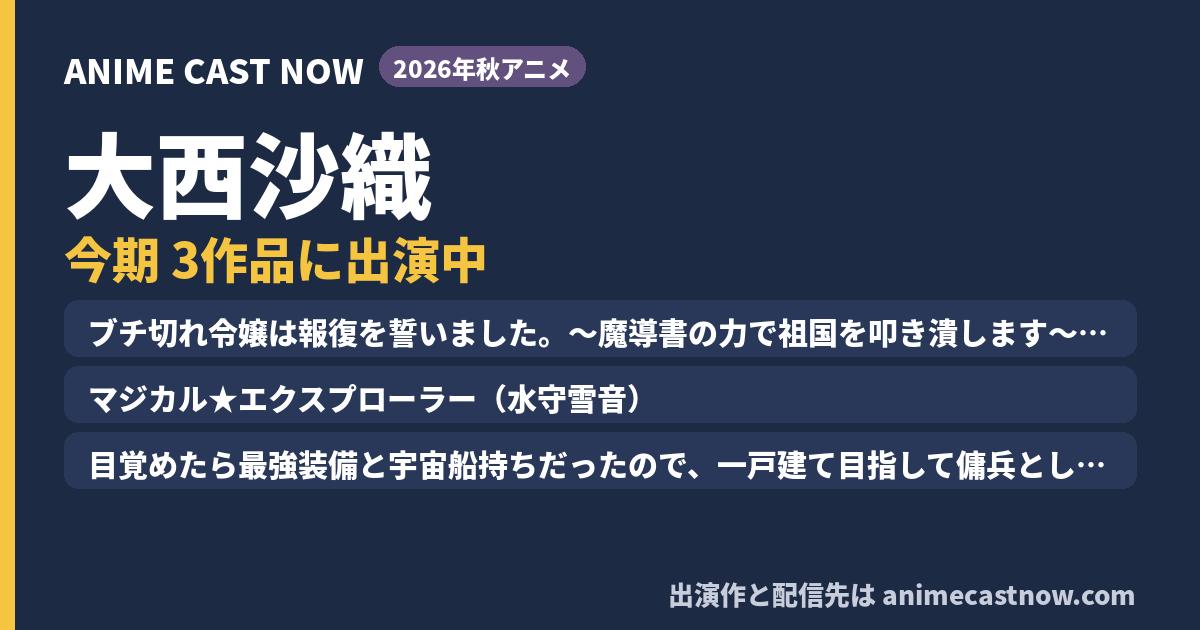 ANIME CAST NOW 2026年秋アニメ
大西沙織
今期 3作品に出演中
ブチ切れ令嬢は報復を誓いました。〜魔導書の力で祖国を叩き潰します〜…
マジカル★エクスプローラー（水守雪音）
目覚めたら最強装備と宇宙船持ちだったので、一戸建て目指して傭兵とし…
出演作と配信先は animecastnow.com